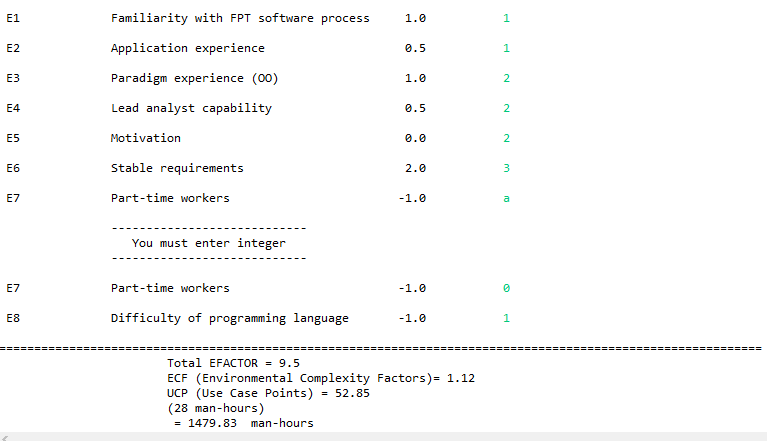 E1 Familiarity with FPT software process 1.0 1
E2 Application experience 0.5 1
E3 Paradigm experience (OO) 1.0 2
E4 Lead analyst capability 0.5 2
E5 Motivation 0.0 2
E6 Stable requirements 2.0 3
E7 Part-time workers -1.0 a
----------------------------
You must enter integer
----------------------------
E7 Part-time workers -1.0 0
E8 Difficulty of programming language -1.0 1
=============================================================================================================
Total EFACTOR = 9.5
ECF (Environmental Complexity Factors)= 1.12
UCP (Use Case Points) = 52.85
(28 man-hours)
= 1479.83 man-hours